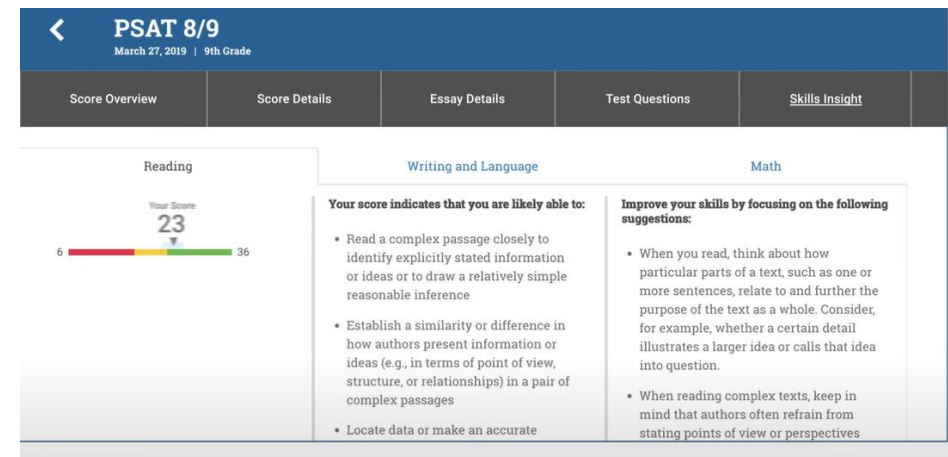 PSAT 8/9
March 27, 2019 | 9th Grade
Score Overview
Score Details
Essay Details
Test Questions
Skills Insight
Reading
Writing and Language
Math
Your Score
23
6
36
Your score indicates that you are likely able to:
• Read a complex passage closely to
identify explicitly stated information
or ideas or to draw a relatively simple
reasonable inference
• Establish a similarity or difference in
how authors present information or
ideas (e.g., in terms of point of view,
structure, or relationships) in a pair of
complex passages
• Locate data or make an accurate
Improve your skills by focusing on the following
suggestions:
• When you read, think about how
particular parts of a text, such as one or
more sentences, relate to and further the
purpose of the text as a whole. Consider,
for example, whether a certain detail
illustrates a larger idea or calls that idea
into question.
• When reading complex texts, keep in
mind that authors often refrain from
stating points of view or perspectives